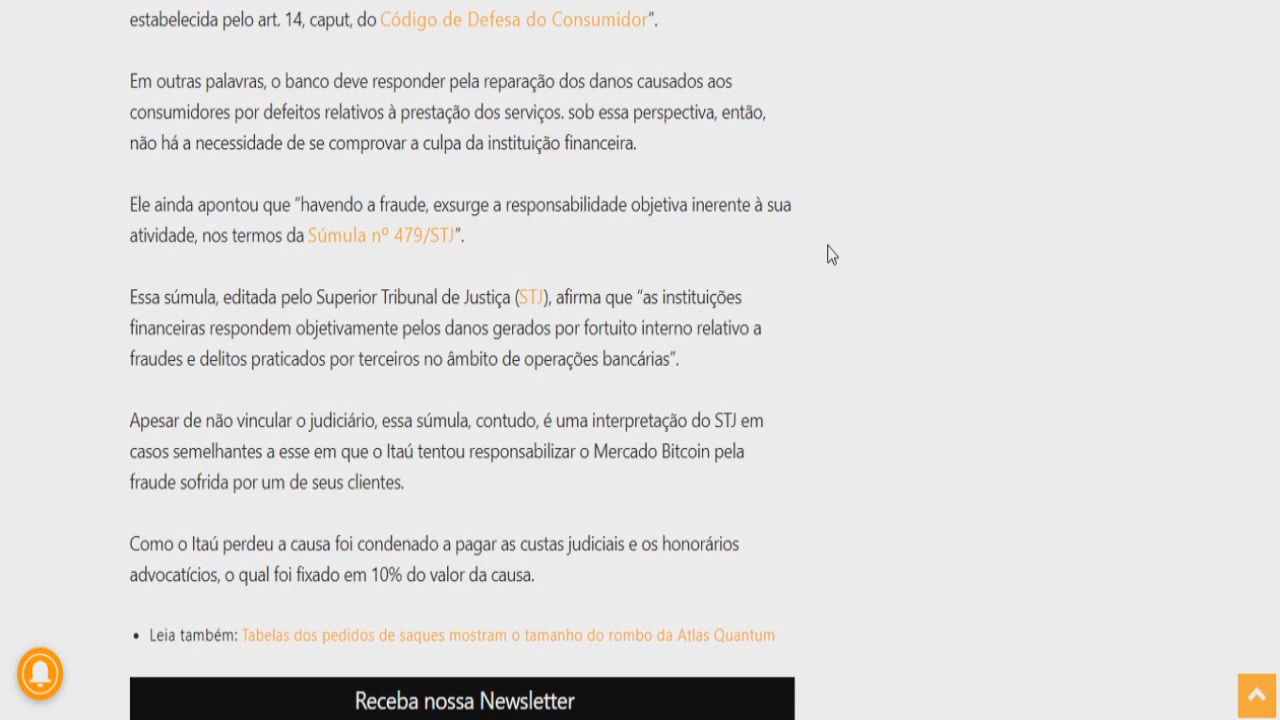 estabelecida pelo art. 14, caput, do Código de Defesa do Consumidor”.
Em outras palavras, o banco deve responder pela reparação dos danos causados aos
consumidores por defeitos relativos à prestação dos serviços. sob essa perspectiva, então,
não há a necessidade de se comprovar a culpa da instituição financeira.
Ele ainda apontou que “havendo a fraude, exsurge a responsabilidade objetiva inerente à sua
atividade, nos termos da Súmula nº 479/STJ”.
Essa súmula, editada pelo Superior Tribunal de Justiça (STJ), afirma que “as instituições
financeiras respondem objetivamente pelos danos gerados por fortuito interno relativo a
fraudes e delitos praticados por terceiros no âmbito de operações bancárias”.
Apesar de não vincular o judiciário, essa súmula, contudo, é uma interpretação do STJ em
casos semelhantes a esse em que o Itaú tentou responsabilizar o Mercado Bitcoin pela
fraude sofrida por um de seus clientes.
Como o Itaú perdeu a causa foi condenado a pagar as custas judiciais e os honorários
advocatícios, o qual foi fixado em 10% do valor da causa.
• Leia também: Tabelas dos pedidos de saques mostram o tamanho do rombo da Atlas Quantum
Receba nossa Newsletter